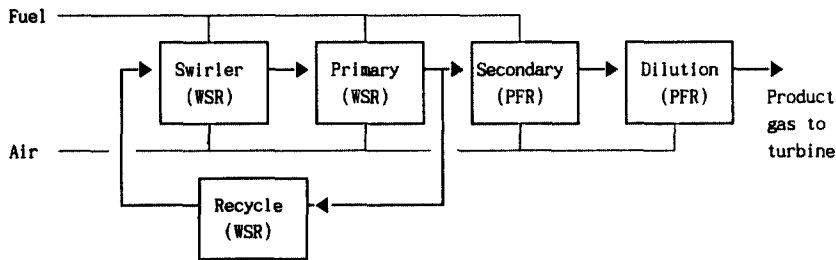 Fuel
Swirler
(WSR)
Primary
(WSR)
Secondary
(PFR)
Dilution
(PFR)
Product
gas to
turbine
Air
Recycle
(WSR)